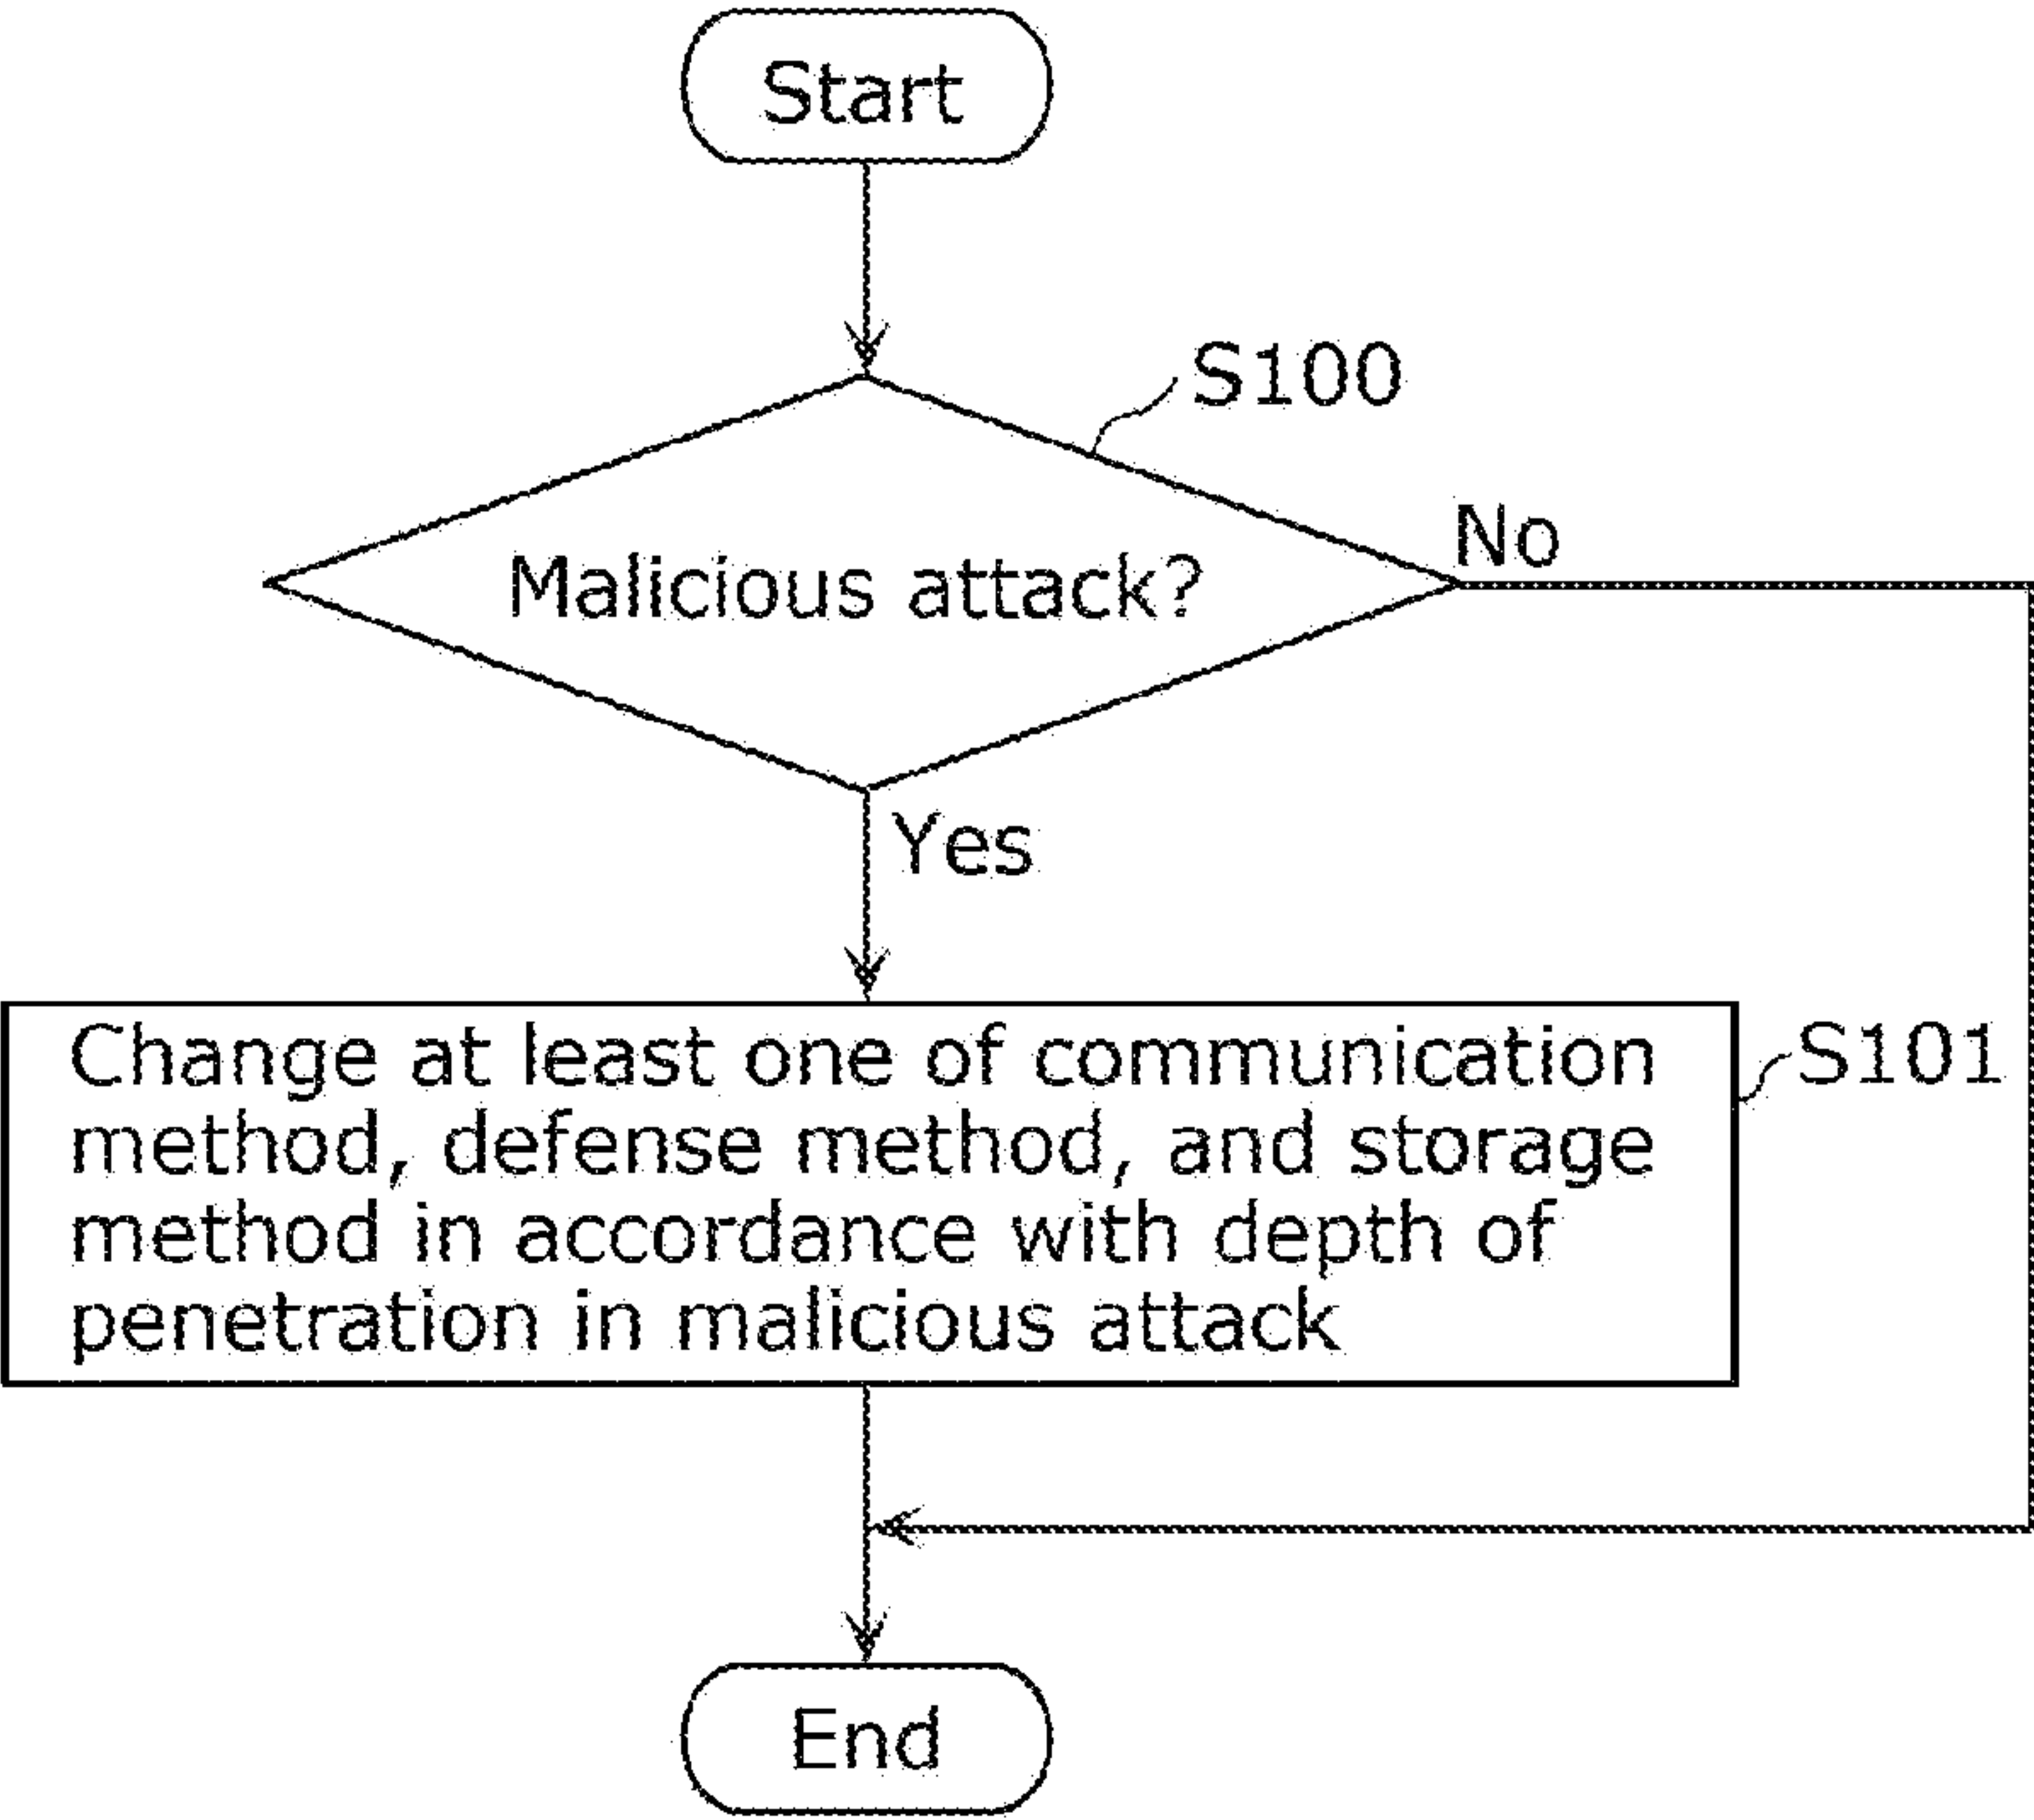 Start
S100
No
Malicious attack?
Yes
Change at least one of communication
method, defense method, and storage
method in accordance with depth of
penetration in malicious attack
S101
End